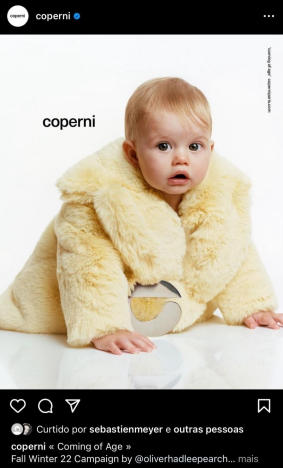 coperni
coperni
coperni
Curtido por sebastienmeyer e outras pessoas
coperni « Coming of Age »
Fall Winter 22 Campaign by @oliverhadleepearch... mais